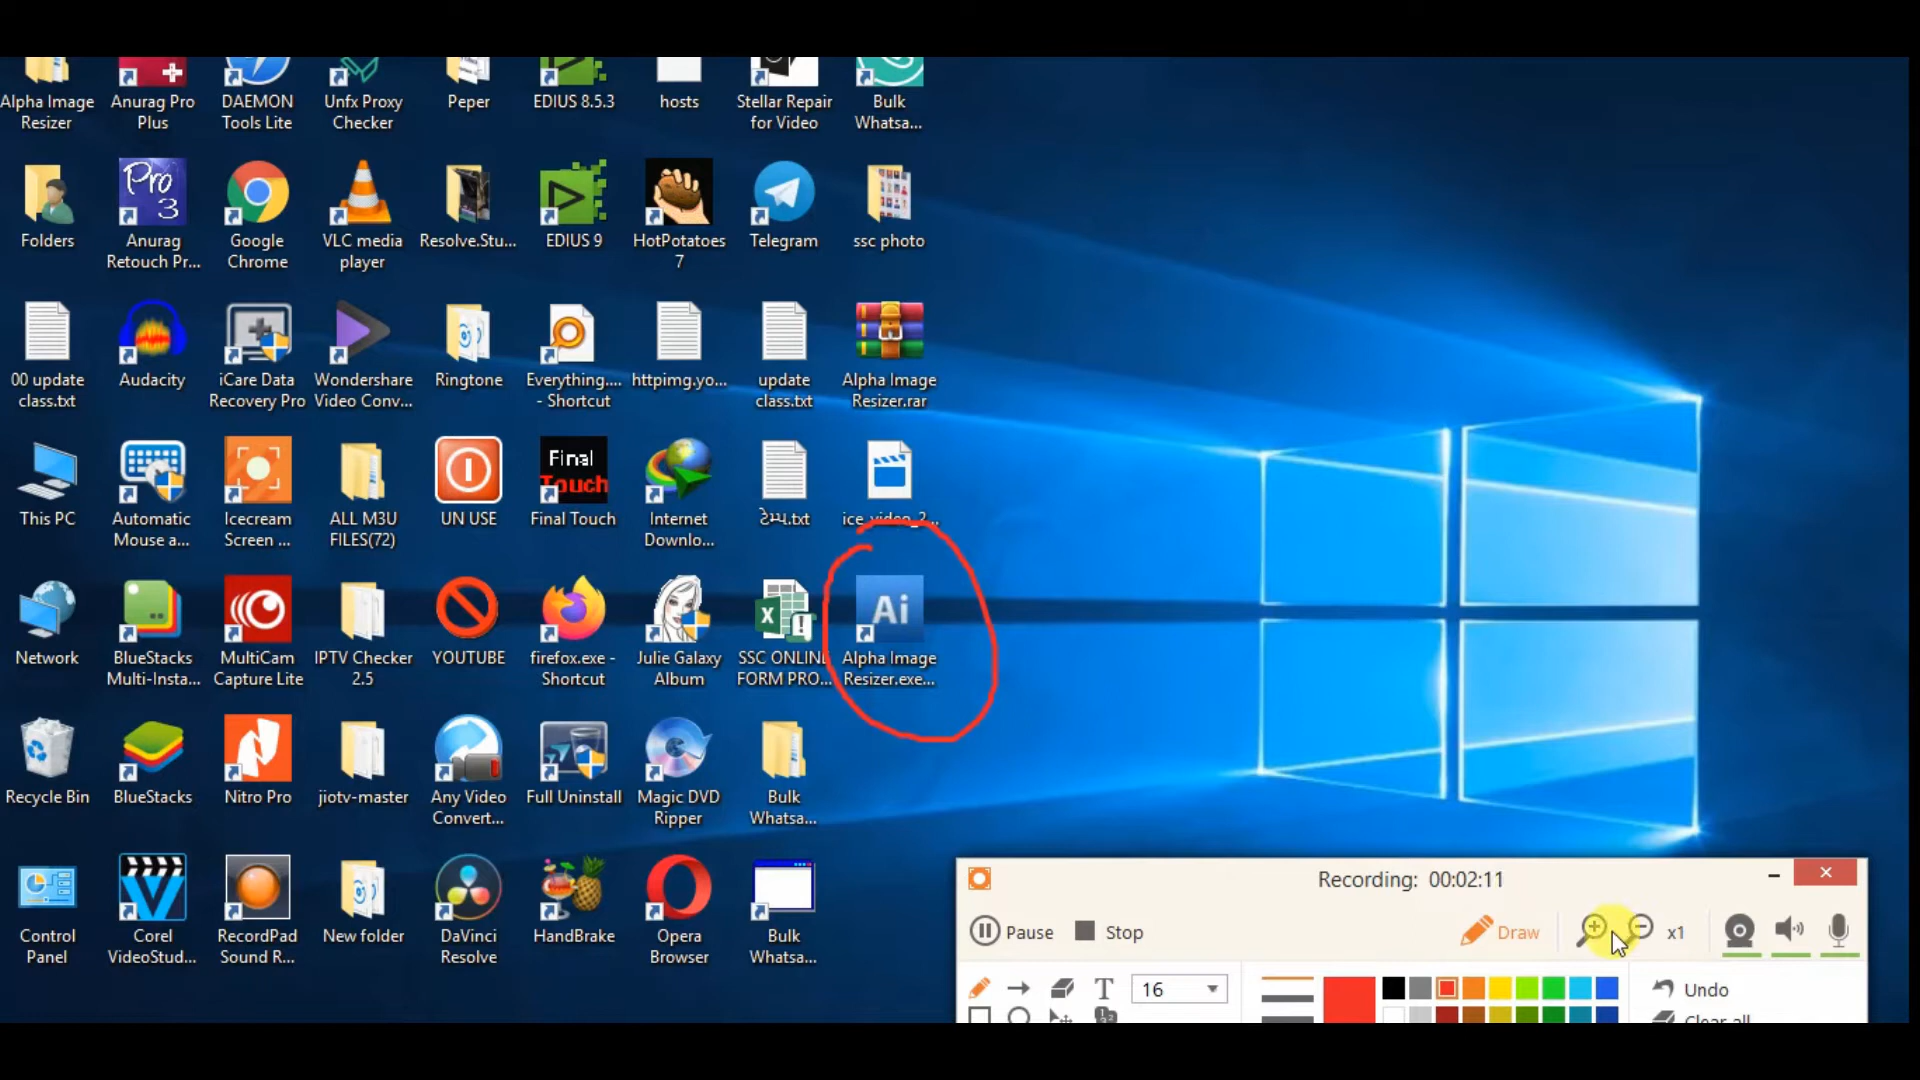 Alpha Image
Resizer
Anurag Pro
Plus
DAEMON
Tools Lite
Unfx Proxy
Checker
Peper
EDIUS 8.5.3
hosts
Stellar Repair
for Video
Bulk
Whatsa...
Folders
Pro
3
Anurag
Retouch Pr...
Google
Chrome
VLC media
player
Resolve.Stu...
EDIUS 9
HotPotatoes
7
Telegram
ssc photo
00 update
class.txt
Audacity
iCare Data
Recovery Pro
Wondershare
Video Conv...
Ringtone
Everything....
- Shortcut
httpimg.yo...
update
class.txt
Alpha Image
Resizer.rar
This PC
Automatic
Mouse a...
Icecream
Screen ...
ALL M3U
FILES(72)
UN USE
Final
Touch
Final Touch
Internet
Downlo...
ટેમ્પ.txt
ice_video_2...
Network
BlueStacks
Multi-Insta...
MultiCam
Capture Lite
IPTV Checker
2.5
YOUTUBE
firefox.exe -
Shortcut
Julie Galaxy
Album
SSC ONLINE
FORM PRO...
Ai
Alpha Image
Resizer.exe...
Recycle Bin
BlueStacks
Nitro Pro
jiotv-master
Any Video
Convert...
Full Uninstall
Magic DVD
Ripper
Bulk
Whatsa...
Control
Panel
Corel
VideoStud...
RecordPad
Sound R...
New folder
DaVinci
Resolve
HandBrake
Opera
Browser
Bulk
Whatsa...
Recording: 00:02:11
Pause
Stop
Draw
x1
T
16
Undo
Clear all